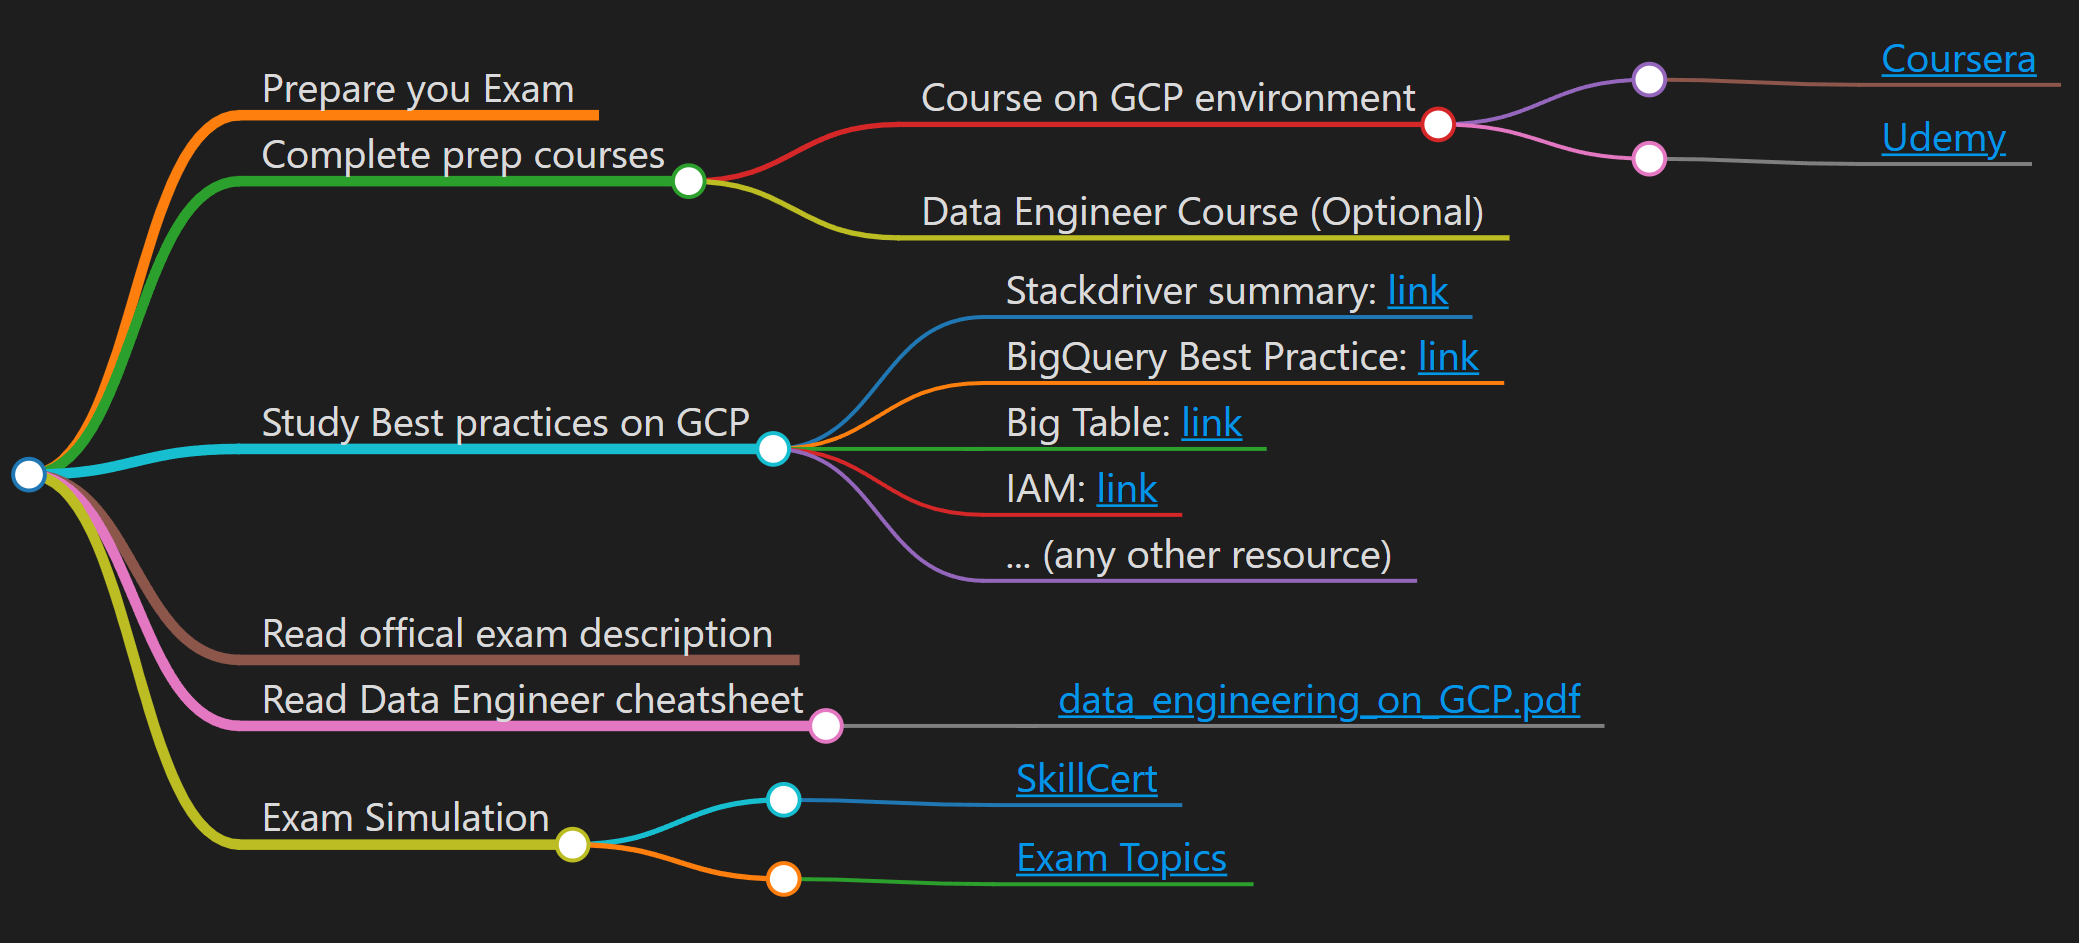 Prepare you Exam
Complete prep courses
Course on GCP environment
Coursera
Udemy
Data Engineer Course (Optional)
Study Best practices on GCP
Stackdriver summary: link
BigQuery Best Practice: link
Big Table: link
IAM: link
... (any other resource)
Read offical exam description
Read Data Engineer cheatsheet
data_engineering_on_GCP.pdf
Exam Simulation
SkillCert
Exam Topics